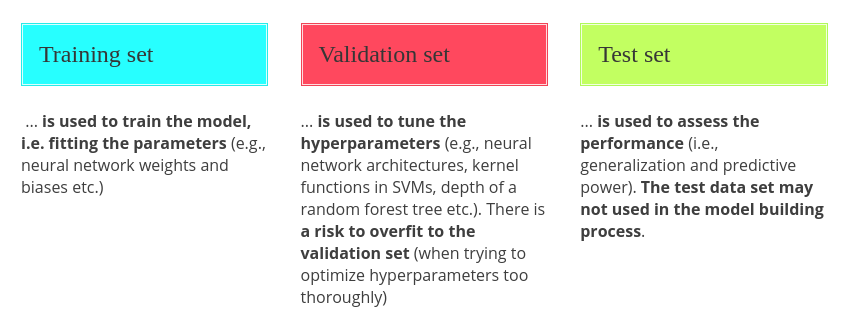 Training set
... is used to train the model,
i.e. fitting the parameters (e.g.,
neural network weights and
biases etc.)
Validation set
... is used to tune the
hyperparameters (e.g., neural
network architectures, kernel
functions in SVMs, depth of a
random forest tree etc.). There is
a risk to overfit to the
validation set (when trying to
optimize hyperparameters too
thoroughly)
Test set
... is used to assess the
performance (i.e.,
generalization and predictive
power). The test data set may
not used in the model building
process.